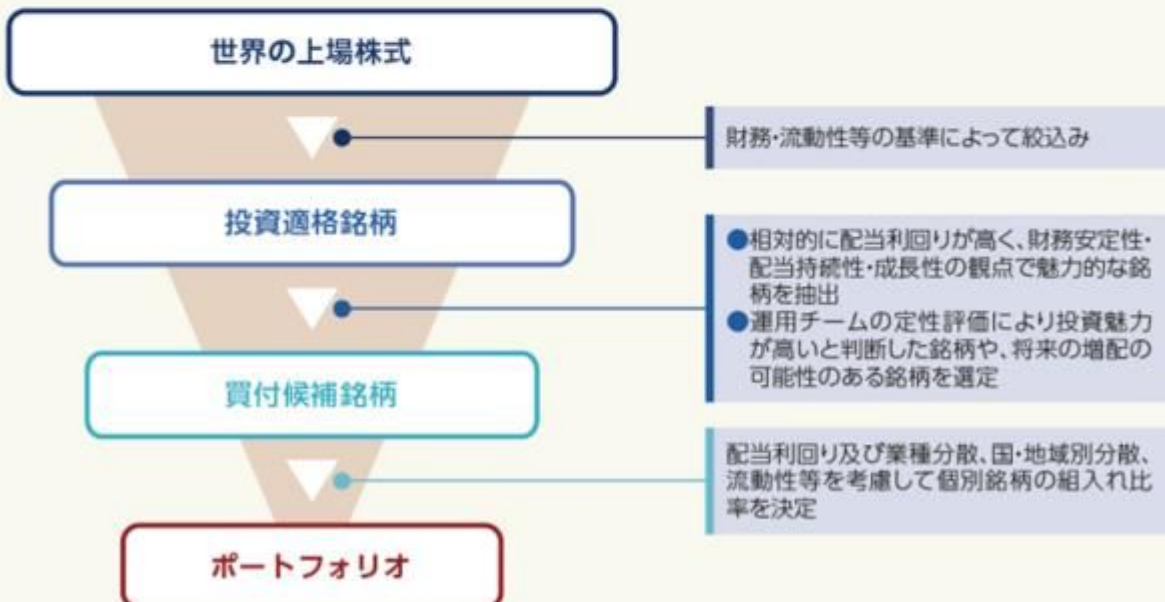 世界の上場株式
財務・流動性等の基準によって絞込み
投資適格銘柄
●相対的に配当利回りが高く、財務安定性・
配当持続性・成長性の観点で魅力的な銘
柄を抽出
●運用チームの定性評価により投資魅力
が高いと判断した銘柄や、将来の増配の
可能性のある銘柄を選定
買付候補銘柄
配当利回り及び業種分散、国・地域別分散、
流動性等を考慮して個別銘柄の組入れ比
率を決定
ポートフォリオ